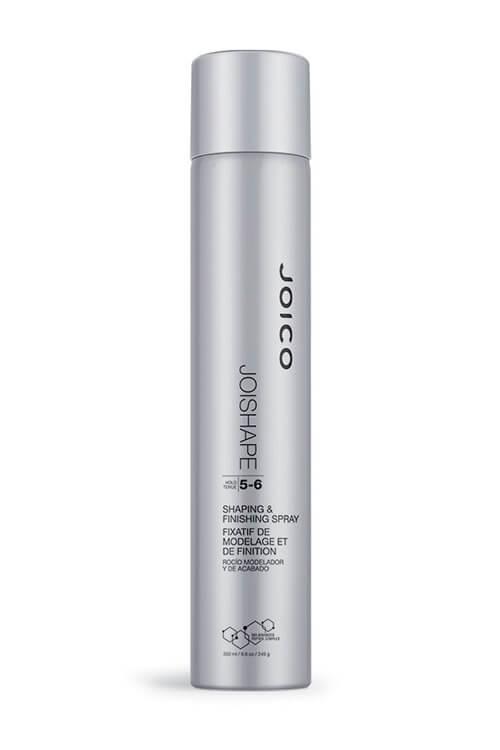 JOICO
JOISHAPE
HOLD
TENUE
5-6
SHAPING &
FINISHING SPRAY
FIXATIF DE
MODELAGE ET
DE FINITION
ROCÍO MODELADOR
Y DE ACABADO